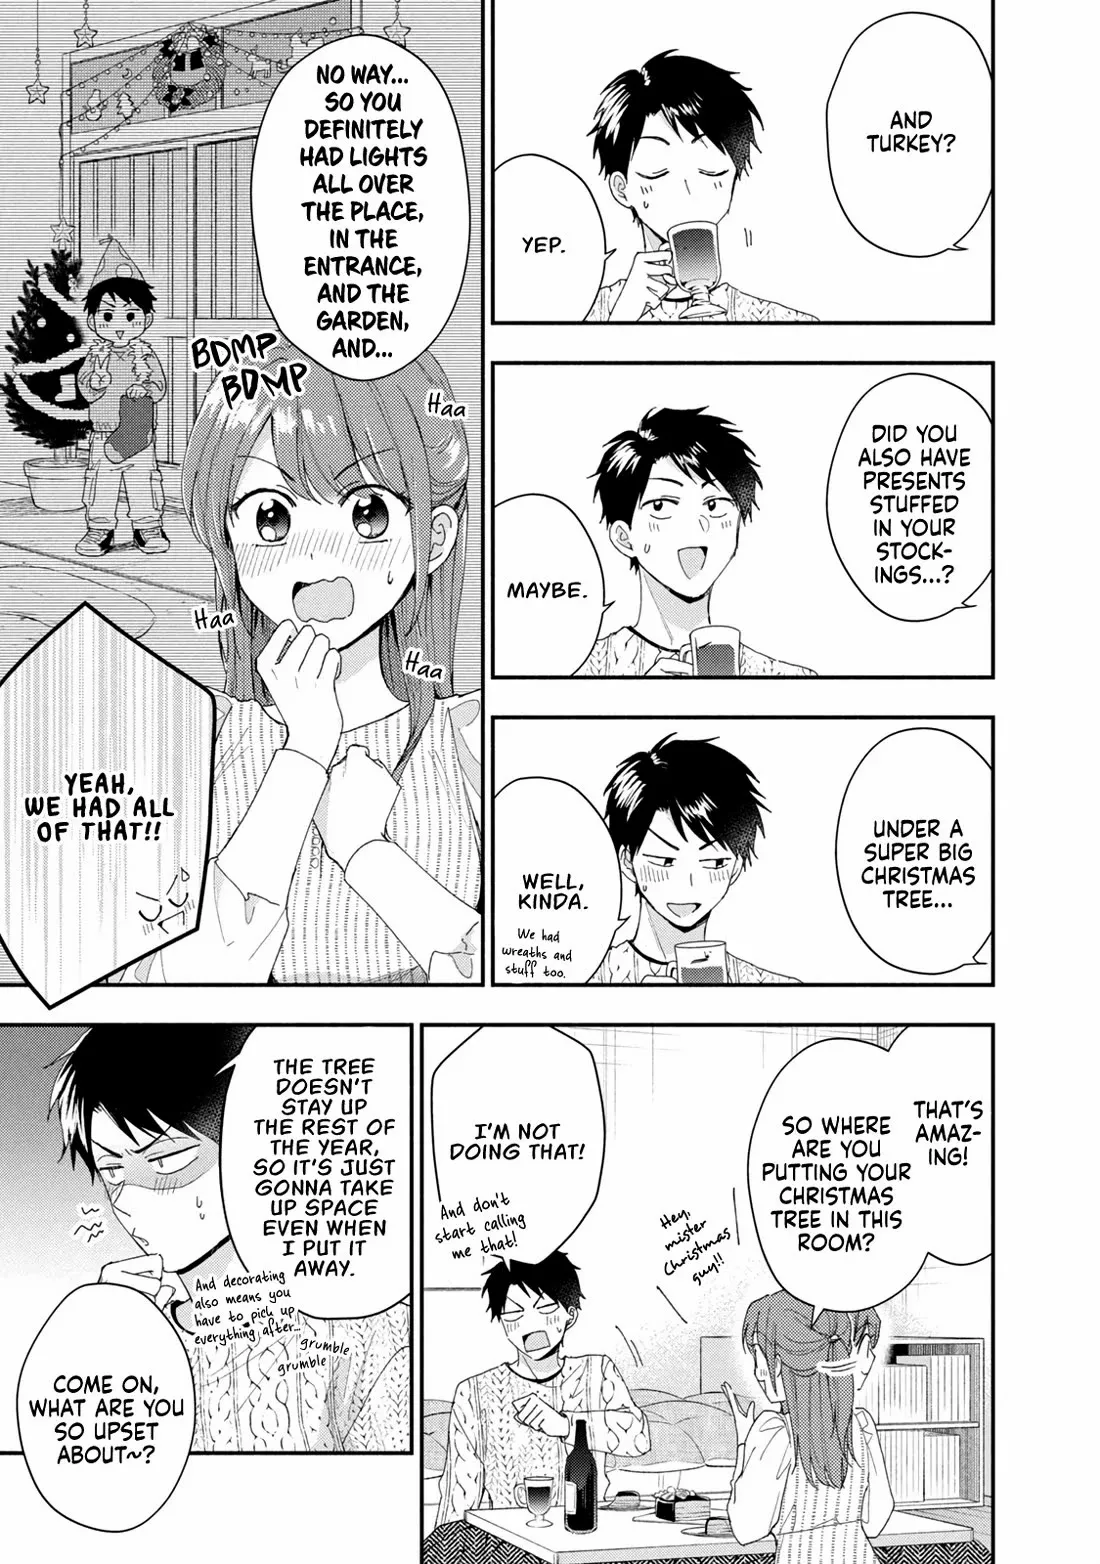 AND
TURKEY?
YEP.
DID YOU
ALSO HAVE
PRESENTS
STUFFED
IN YOUR
STOCK-
INGS...?
MAYBE.
UNDER A
SUPER BIG
CHRISTMAS
TREE...
WELL,
KINDA.
We had
wreaths and
stuff too.
NO WAY...
SO YOU
DEFINITELY
HAD LIGHTS
ALL OVER
THE PLACE,
IN THE
ENTRANCE,
AND THE
GARDEN,
AND...
BDMP
BDMP
Haa
Haa
Haa
YEAH,
WE HAD ALL
OF THAT!!
THAT'S
AMAZ-
ING!
SO WHERE
ARE YOU
PUTTING YOUR
CHRISTMAS
TREE IN THIS
ROOM?
Hey,
mister
Christmas
guy!!
I'M NOT
DOING THAT!
And don't
start calling
me that!
THE TREE
DOESN'T
STAY UP
THE REST OF
THE YEAR,
SO IT'S JUST
GONNA TAKE
UP SPACE
EVEN WHEN
I PUT IT
AWAY.
And decorating
also means you
have to pick up
everything after...
grumble
grumble
COME ON,
WHAT ARE YOU
SO UPSET
ABOUT~?